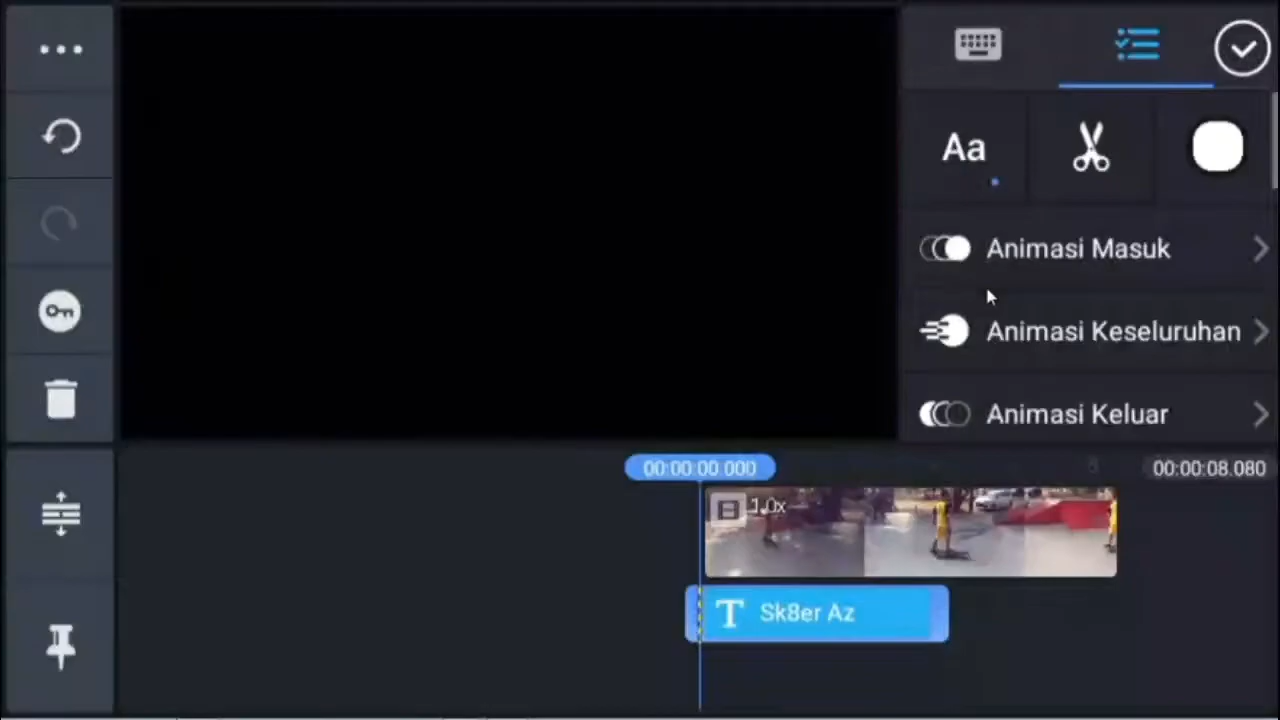 Aa
Animasi Masuk
Animasi Keseluruhan
Animasi Keluar
00:00:00.000
00:00:08.080
1.0x
T Sk8er Az